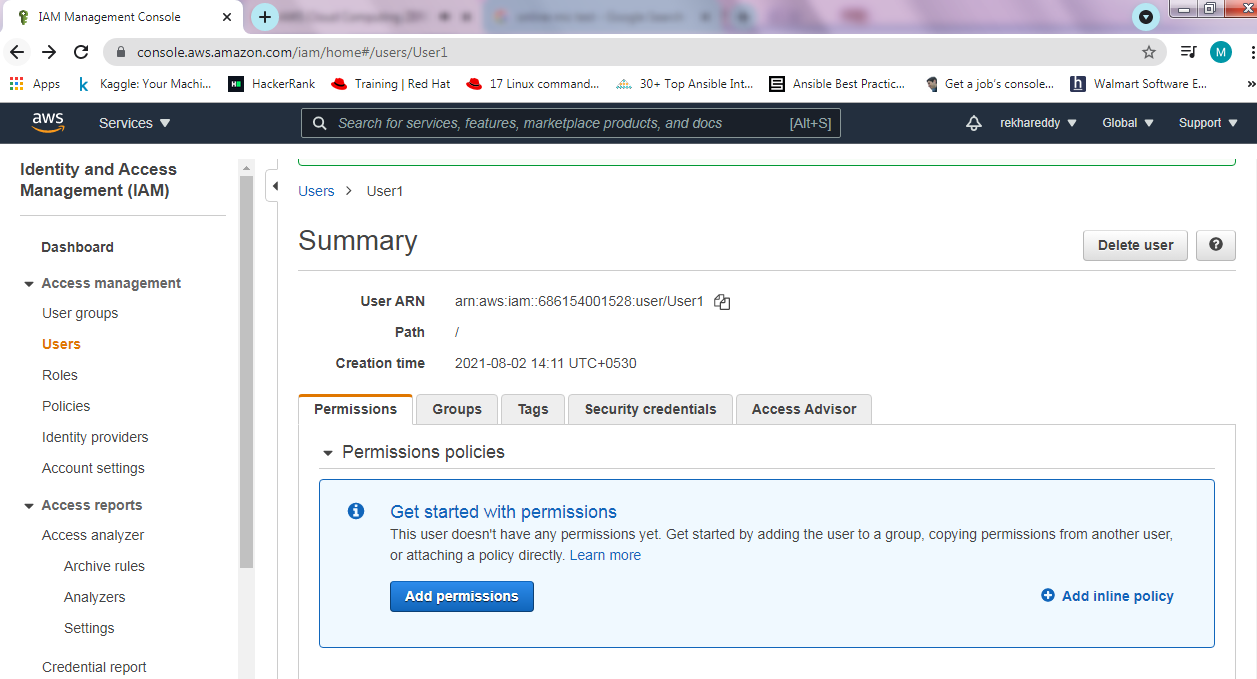 IAM Management Console
console.aws.amazon.com/iam/home#/users/User1
M
Apps
Kaggle: Your Machi...
HackerRank
Training | Red Hat
17 Linux command...
30+ Top Ansible Int...
Ansible Best Practic...
Get a job's console...
Walmart Software E...
aws
Services
Search for services, features, marketplace products, and docs
[Alt+S]
rekhareddy
Global
Support
Identity and Access
Management (IAM)
Dashboard
Access management
User groups
Users
Roles
Policies
Identity providers
Account settings
Access reports
Access analyzer
Archive rules
Analyzers
Settings
Credential report
Users > User1
Summary
Delete user
User ARN arn:aws:iam::686154001528:user/User1
Path /
Creation time 2021-08-02 14:11 UTC+0530
Permissions
Groups
Tags
Security credentials
Access Advisor
Permissions policies
Get started with permissions
This user doesn't have any permissions yet. Get started by adding the user to a group, copying permissions from another user,
or attaching a policy directly. Learn more
Add permissions
Add inline policy